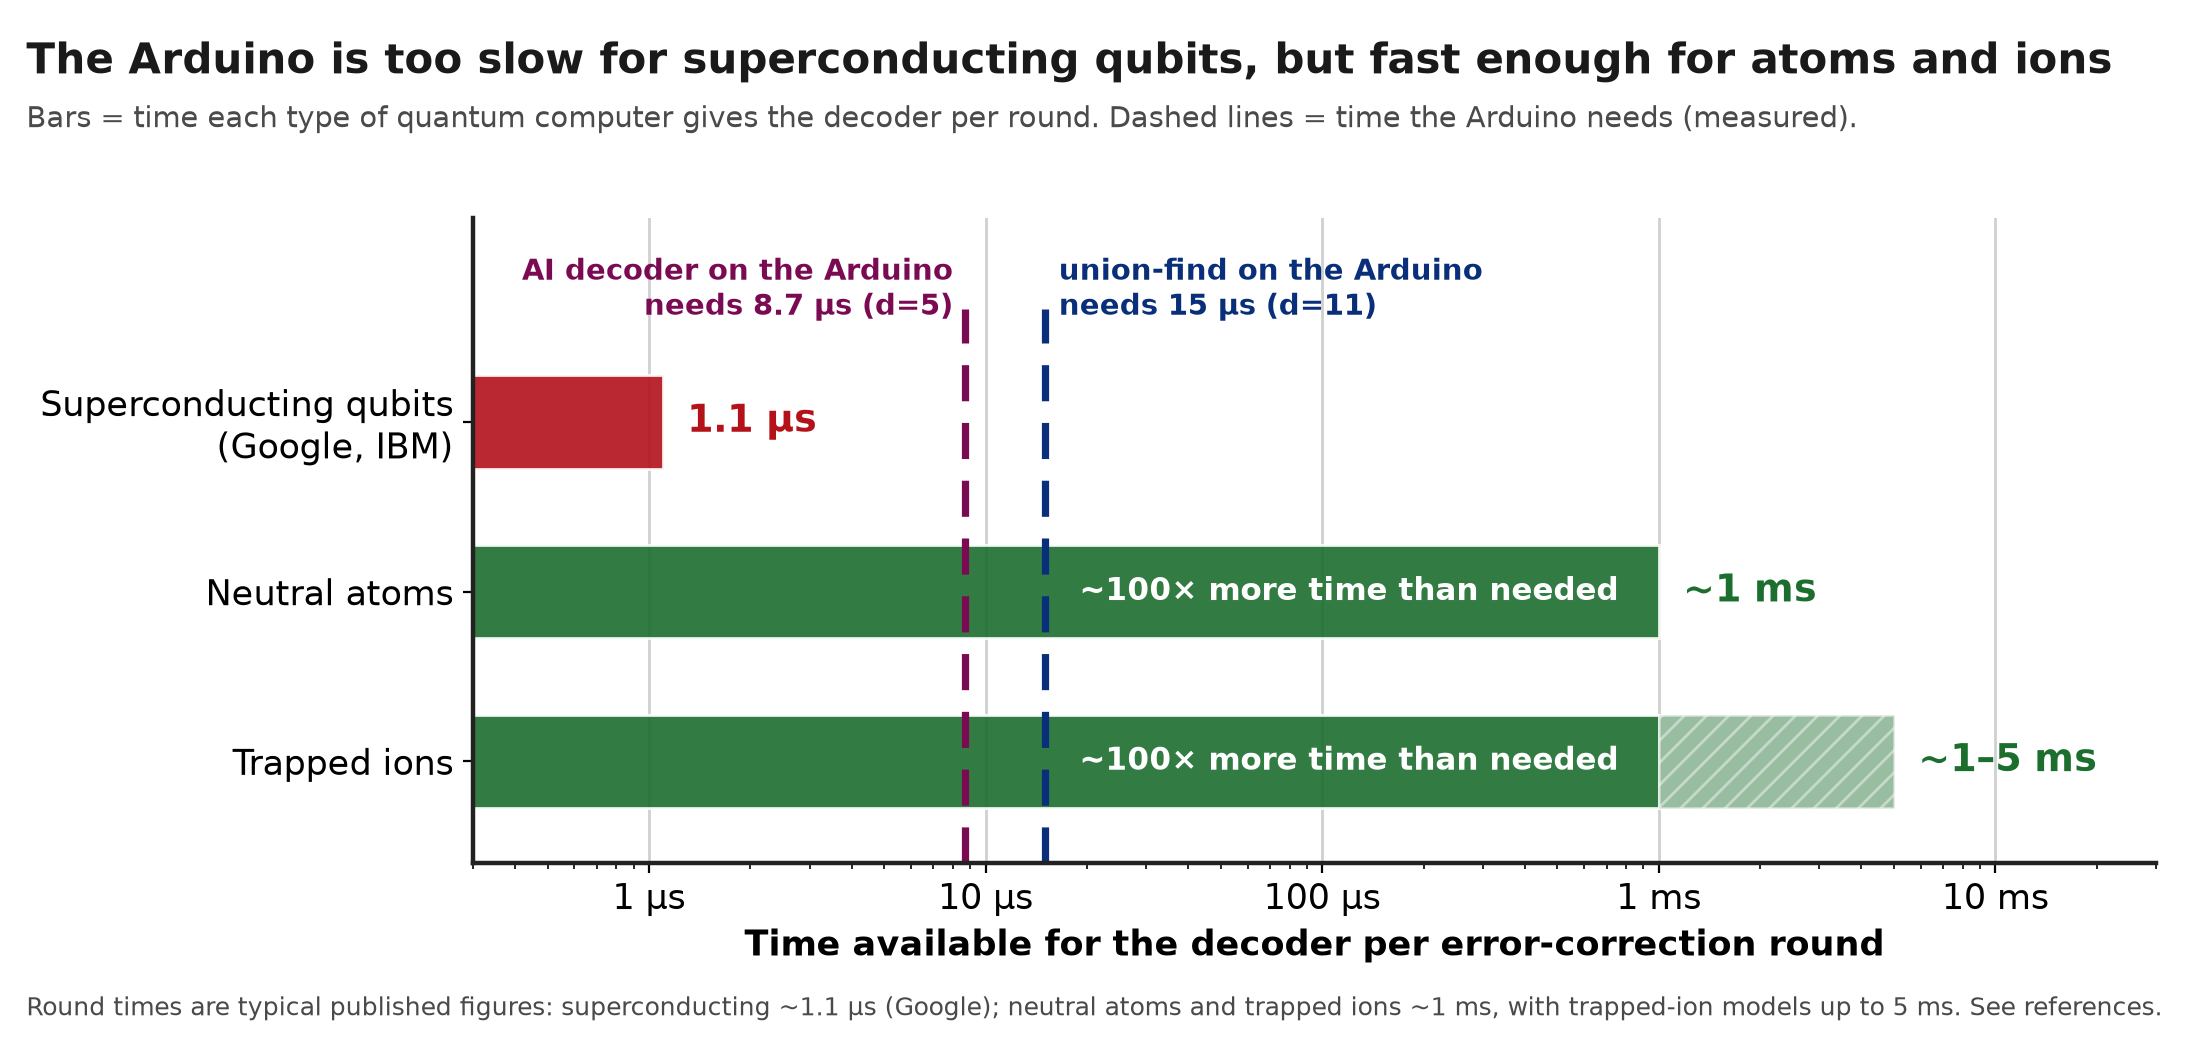 The Arduino is too slow for superconducting qubits, but fast enough for atoms and ions
Bars = time each type of quantum computer gives the decoder per round. Dashed lines = time the Arduino needs (measured).
AI decoder on the Arduino
needs 8.7 µs (d=5)
union-find on the Arduino
needs 15 µs (d=11)
Superconducting qubits
(Google, IBM)
1.1 µs
Neutral atoms
~100× more time than needed
~1 ms
Trapped ions
~100× more time than needed
~1–5 ms
1 µs
10 µs
100 µs
1 ms
10 ms
Time available for the decoder per error-correction round
Round times are typical published figures: superconducting ~1.1 µs (Google); neutral atoms and trapped ions ~1 ms, with trapped-ion models up to 5 ms. See references.